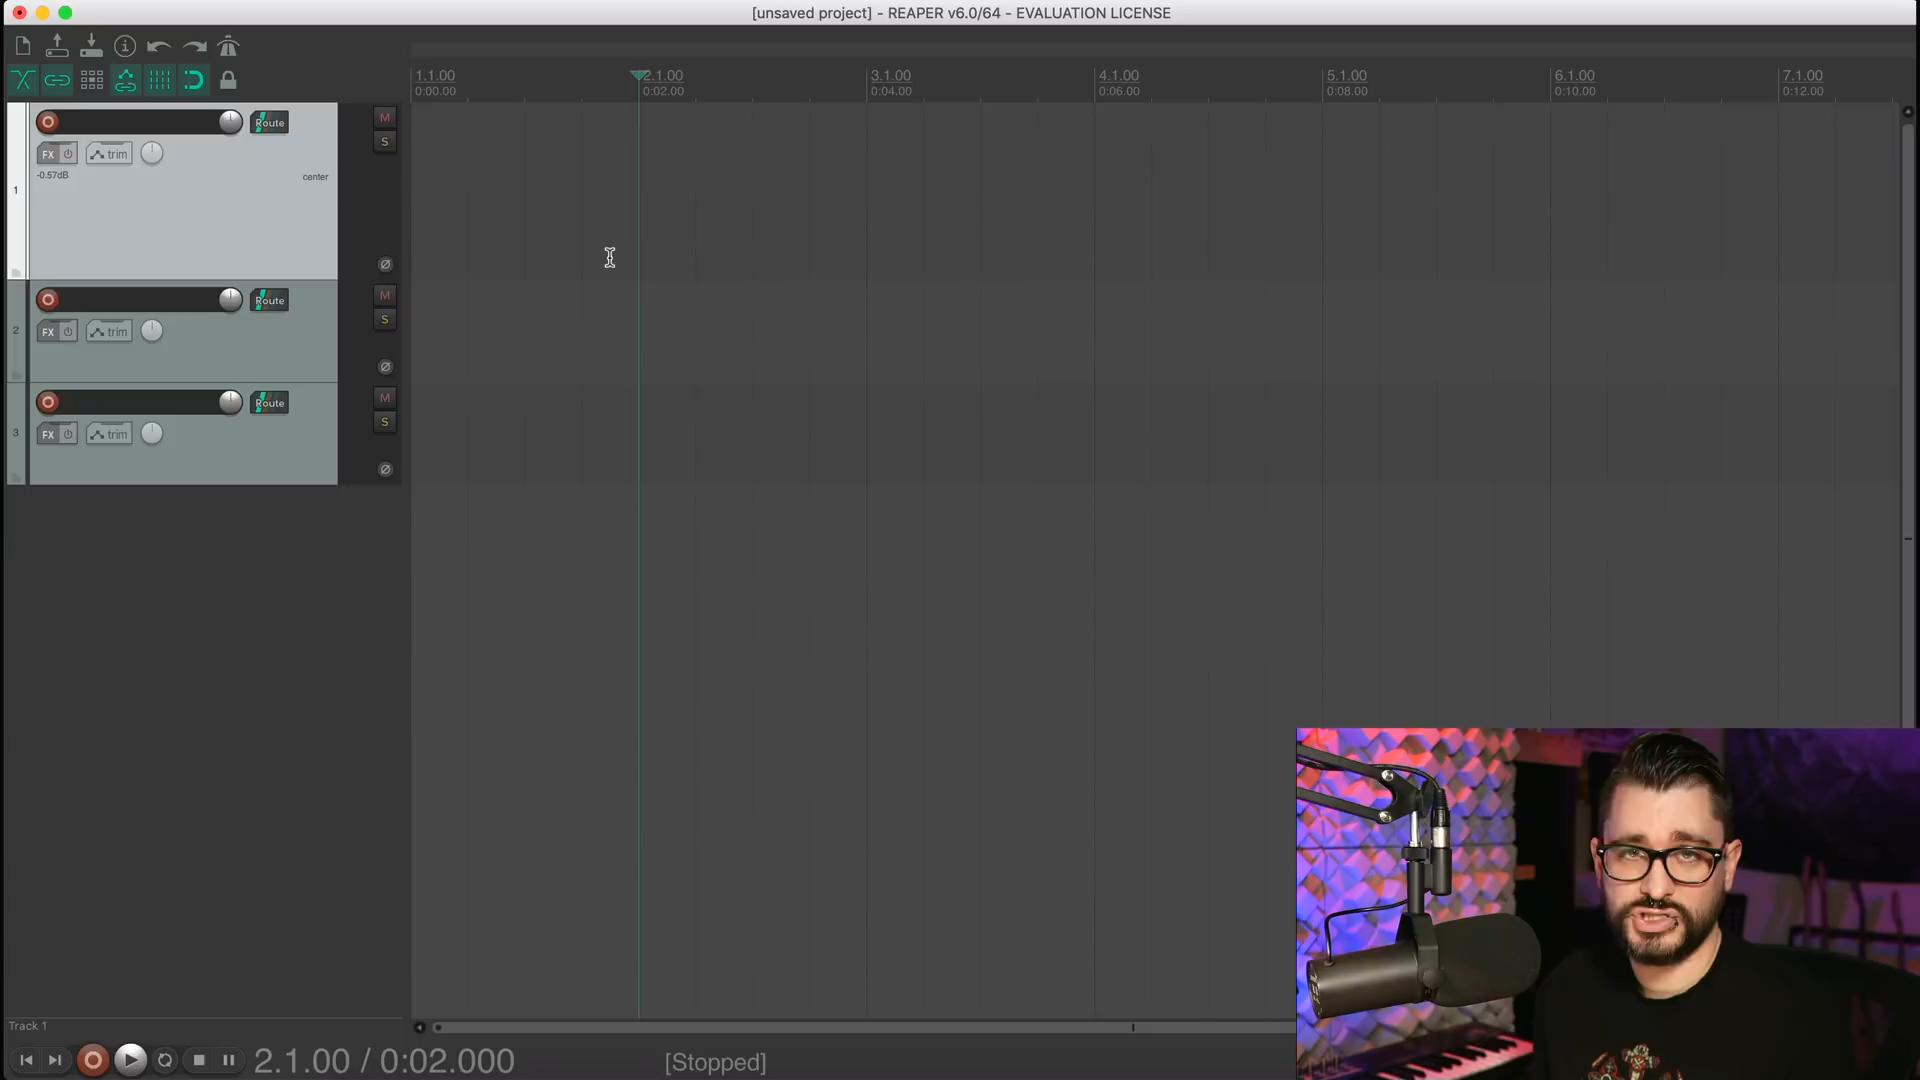 [unsaved project] - REAPER v6.0/64 - EVALUATION LICENSE
1.1.00
0:00.00
2.1.00
0:02.00
3.1.00
0:04.00
4.1.00
0:06.00
5.1.00
0:08.00
6.1.00
0:10.00
7.1.00
0:12.00
1
Route
M
S
FX
trim
-0.57dB
center
2
Route
M
S
FX
trim
3
Route
M
S
FX
trim
Track 1
2.1.00 / 0:02.000
[Stopped]